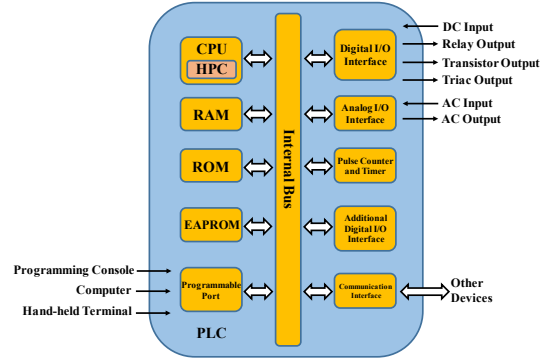 CPU
HPC
RAM
ROM
EAPROM
Programmable
Port
PLC
Internal Bus
Digital I/O
Interface
Analog I/O
Interface
Pulse Counter
and Timer
Additional
Digital I/O
Interface
Communication
Interface
DC Input
Relay Output
Transistor Output
Triac Output
AC Input
AC Output
Other
Devices
Programming Console
Computer
Hand-held Terminal